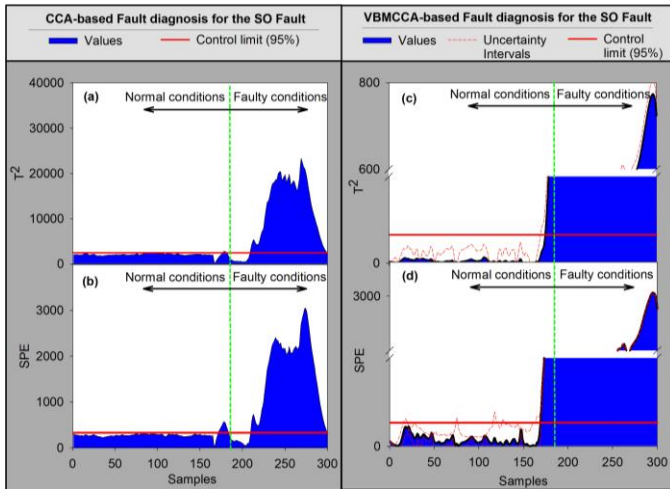 CCA-based Fault diagnosis for the SO Fault
Values Control limit (95%)
VBMCCA-based Fault diagnosis for the SO Fault
Values Uncertainty Intervals Control limit (95%)
(a)
Normal conditions Faulty conditions
40000
30000
20000
10000
0
T2
(b)
Normal conditions Faulty conditions
3000
2000
1000
0
SPE
0 50 100 150 200 250 300
Samples
(c)
Normal conditions Faulty conditions
800
600
0
T2
(d)
Normal conditions Faulty conditions
3000
0
SPE
0 50 100 150 200 250 300
Samples